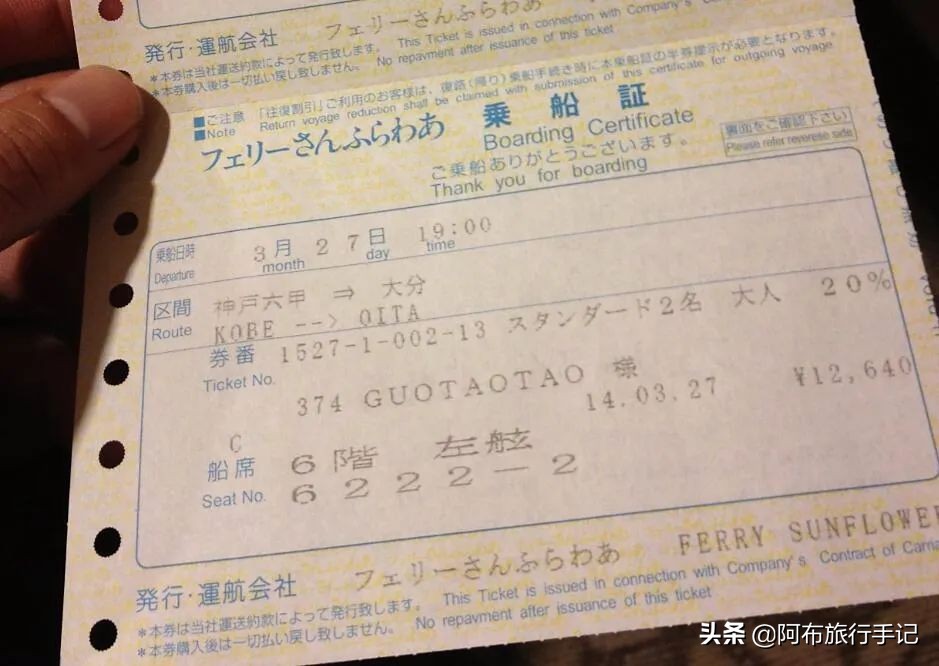 フェリーさんふらわあ
発行・運航会社 This Ticket is issued in connection with Company's
*本券は当社運送約款によって発行致します。 No repayment after issuance of this ticket
*本券購入後は一切払い戻し致しません。
■ご注意 「往復割引」ご利用のお客様は、復路(帰り)乗船手続き時に本乗船証の半券提示が必要となります。
■Note Return voyage reduction shall be claimed with submission of this certificate for outgoing voyage
フェリーさんふらわあ 乗船証
Boarding Certificate
ご乗船ありがとうございます。
Thank you for boarding
裏面をご確認下さい
Please refer reverese side
乗船日時 3月 27日 19:00
Departure month day time
区間 神戸六甲 ⇒ 大分
Route KOBE --> OITA
券番 1527-1-002-13 スタンダード2名 大人 20%
Ticket No.
374 GUOTAOTAO 様 ¥12,640
14.03.27
C
船席 6階 左舷
Seat No. 6222-2
発行・運航会社 フェリーさんふらわあ FERRY SUNFLOWER
*本券は当社運送約款によって発行致します。 This Ticket is issued in connection with Company's Contract of
*本券購入後は一切払い戻し致しません。 No repayment after issuance of this ticket
头条 @阿布旅行手记